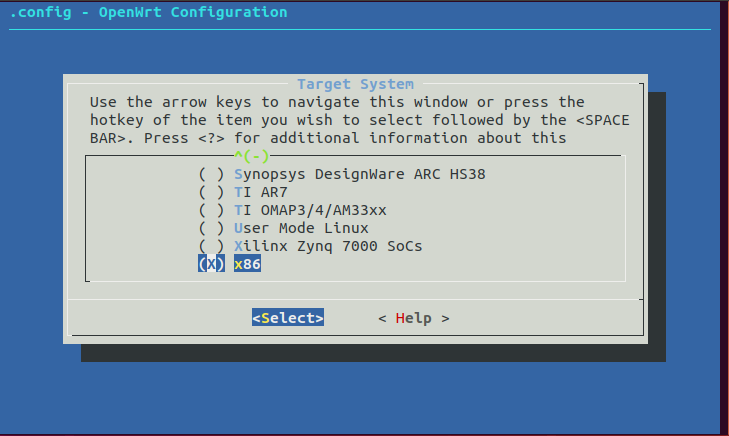 .config - OpenWrt Configuration
Target System
Use the arrow keys to navigate this window or press the
hotkey of the item you wish to select followed by the <SPACE
BAR>. Press <?> for additional information about this
^(-)
( ) Synopsys DesignWare ARC HS38
( ) TI AR7
( ) TI OMAP3/4/AM33xx
( ) User Mode Linux
( ) Xilinx Zynq 7000 SoCs
(X) x86
<Select> < Help >